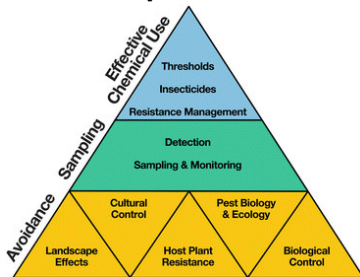 Effective
Chemical Use
Thresholds
Insecticides
Resistance Management
Sampling
Detection
Sampling & Monitoring
Avoidance
Cultural
Control
Pest Biology
& Ecology
Landscape
Effects
Host Plant
Resistance
Biological
Control